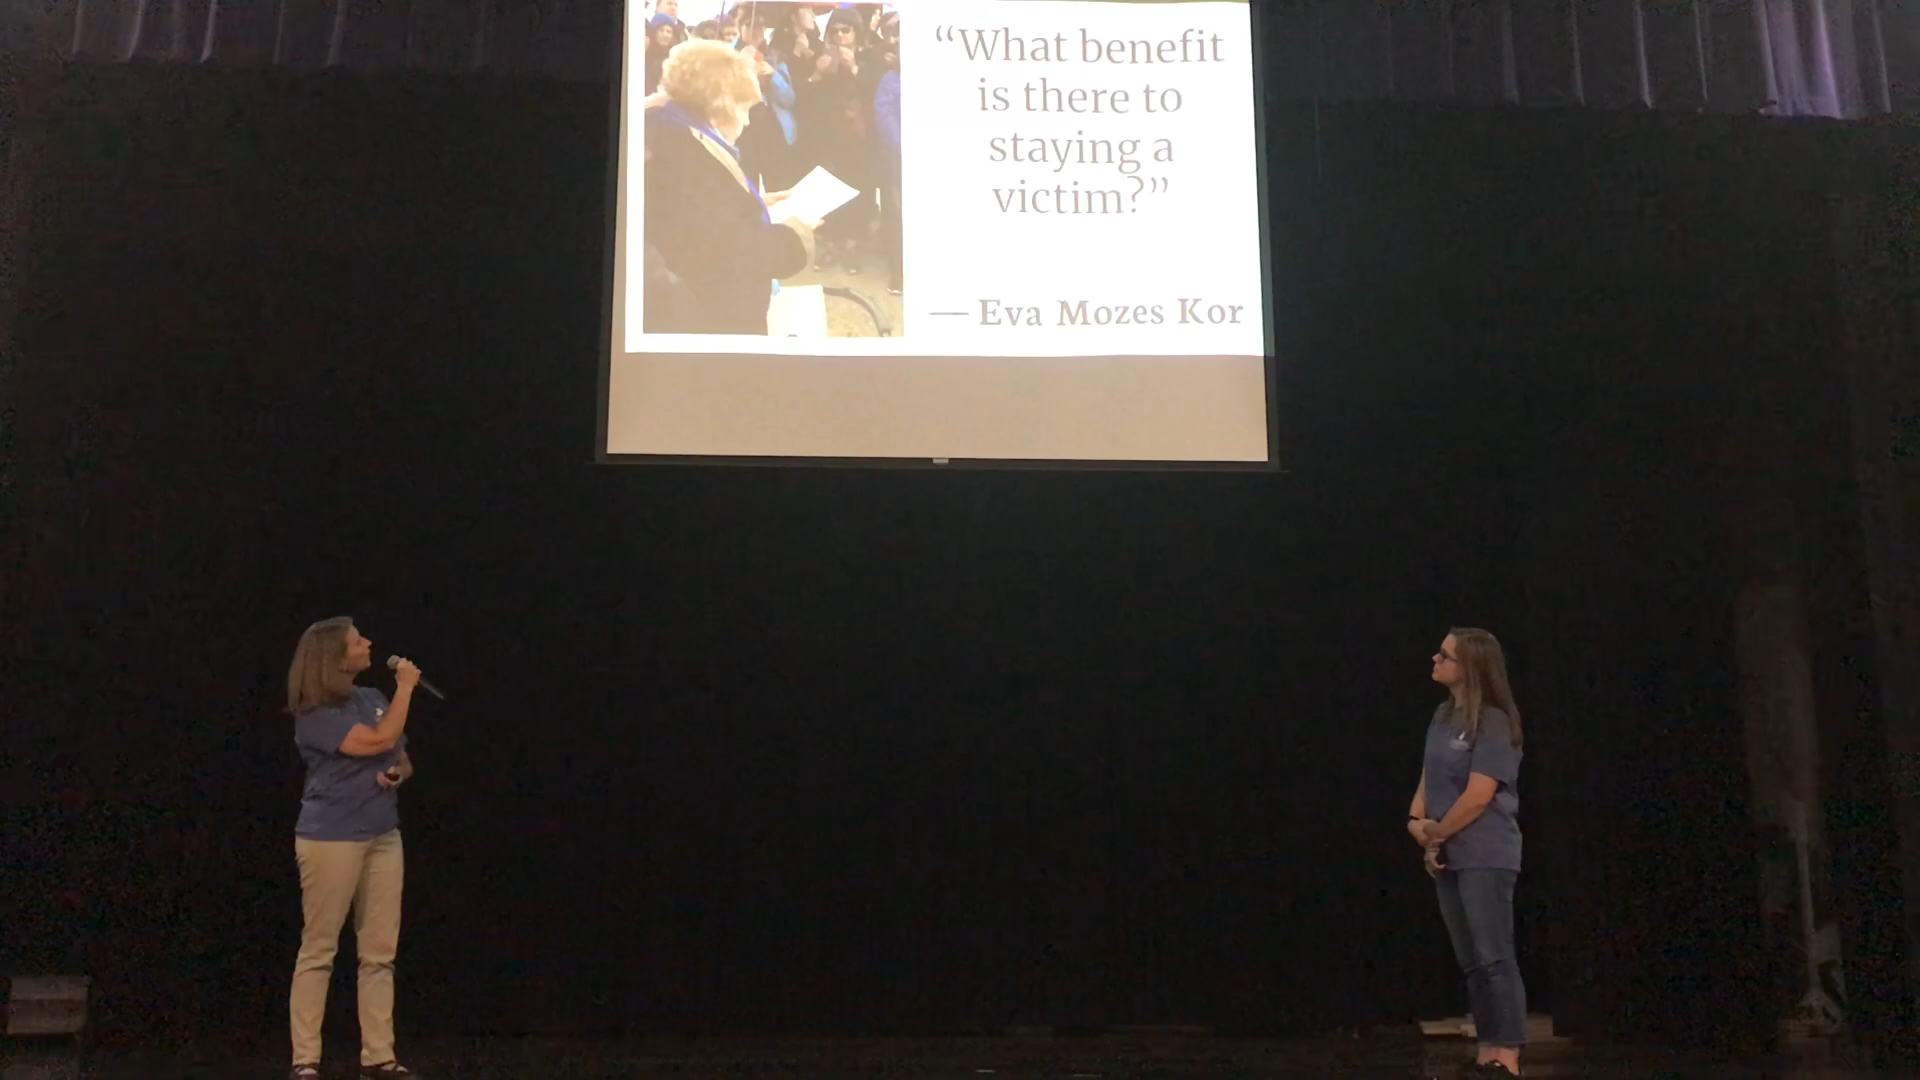 “What benefit
is there to
staying a
victim?”
— Eva Mozes Kor